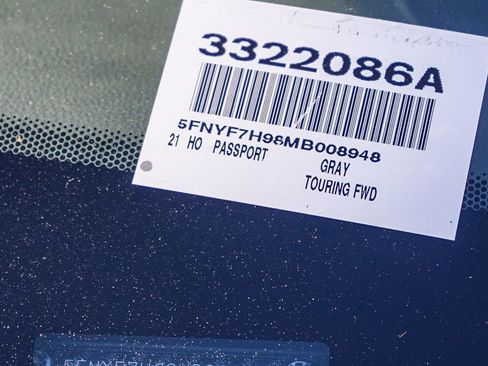 3322086A
5FNYF7H98MB008948
21 HO PASSPORT GRAY
TOURING FWD